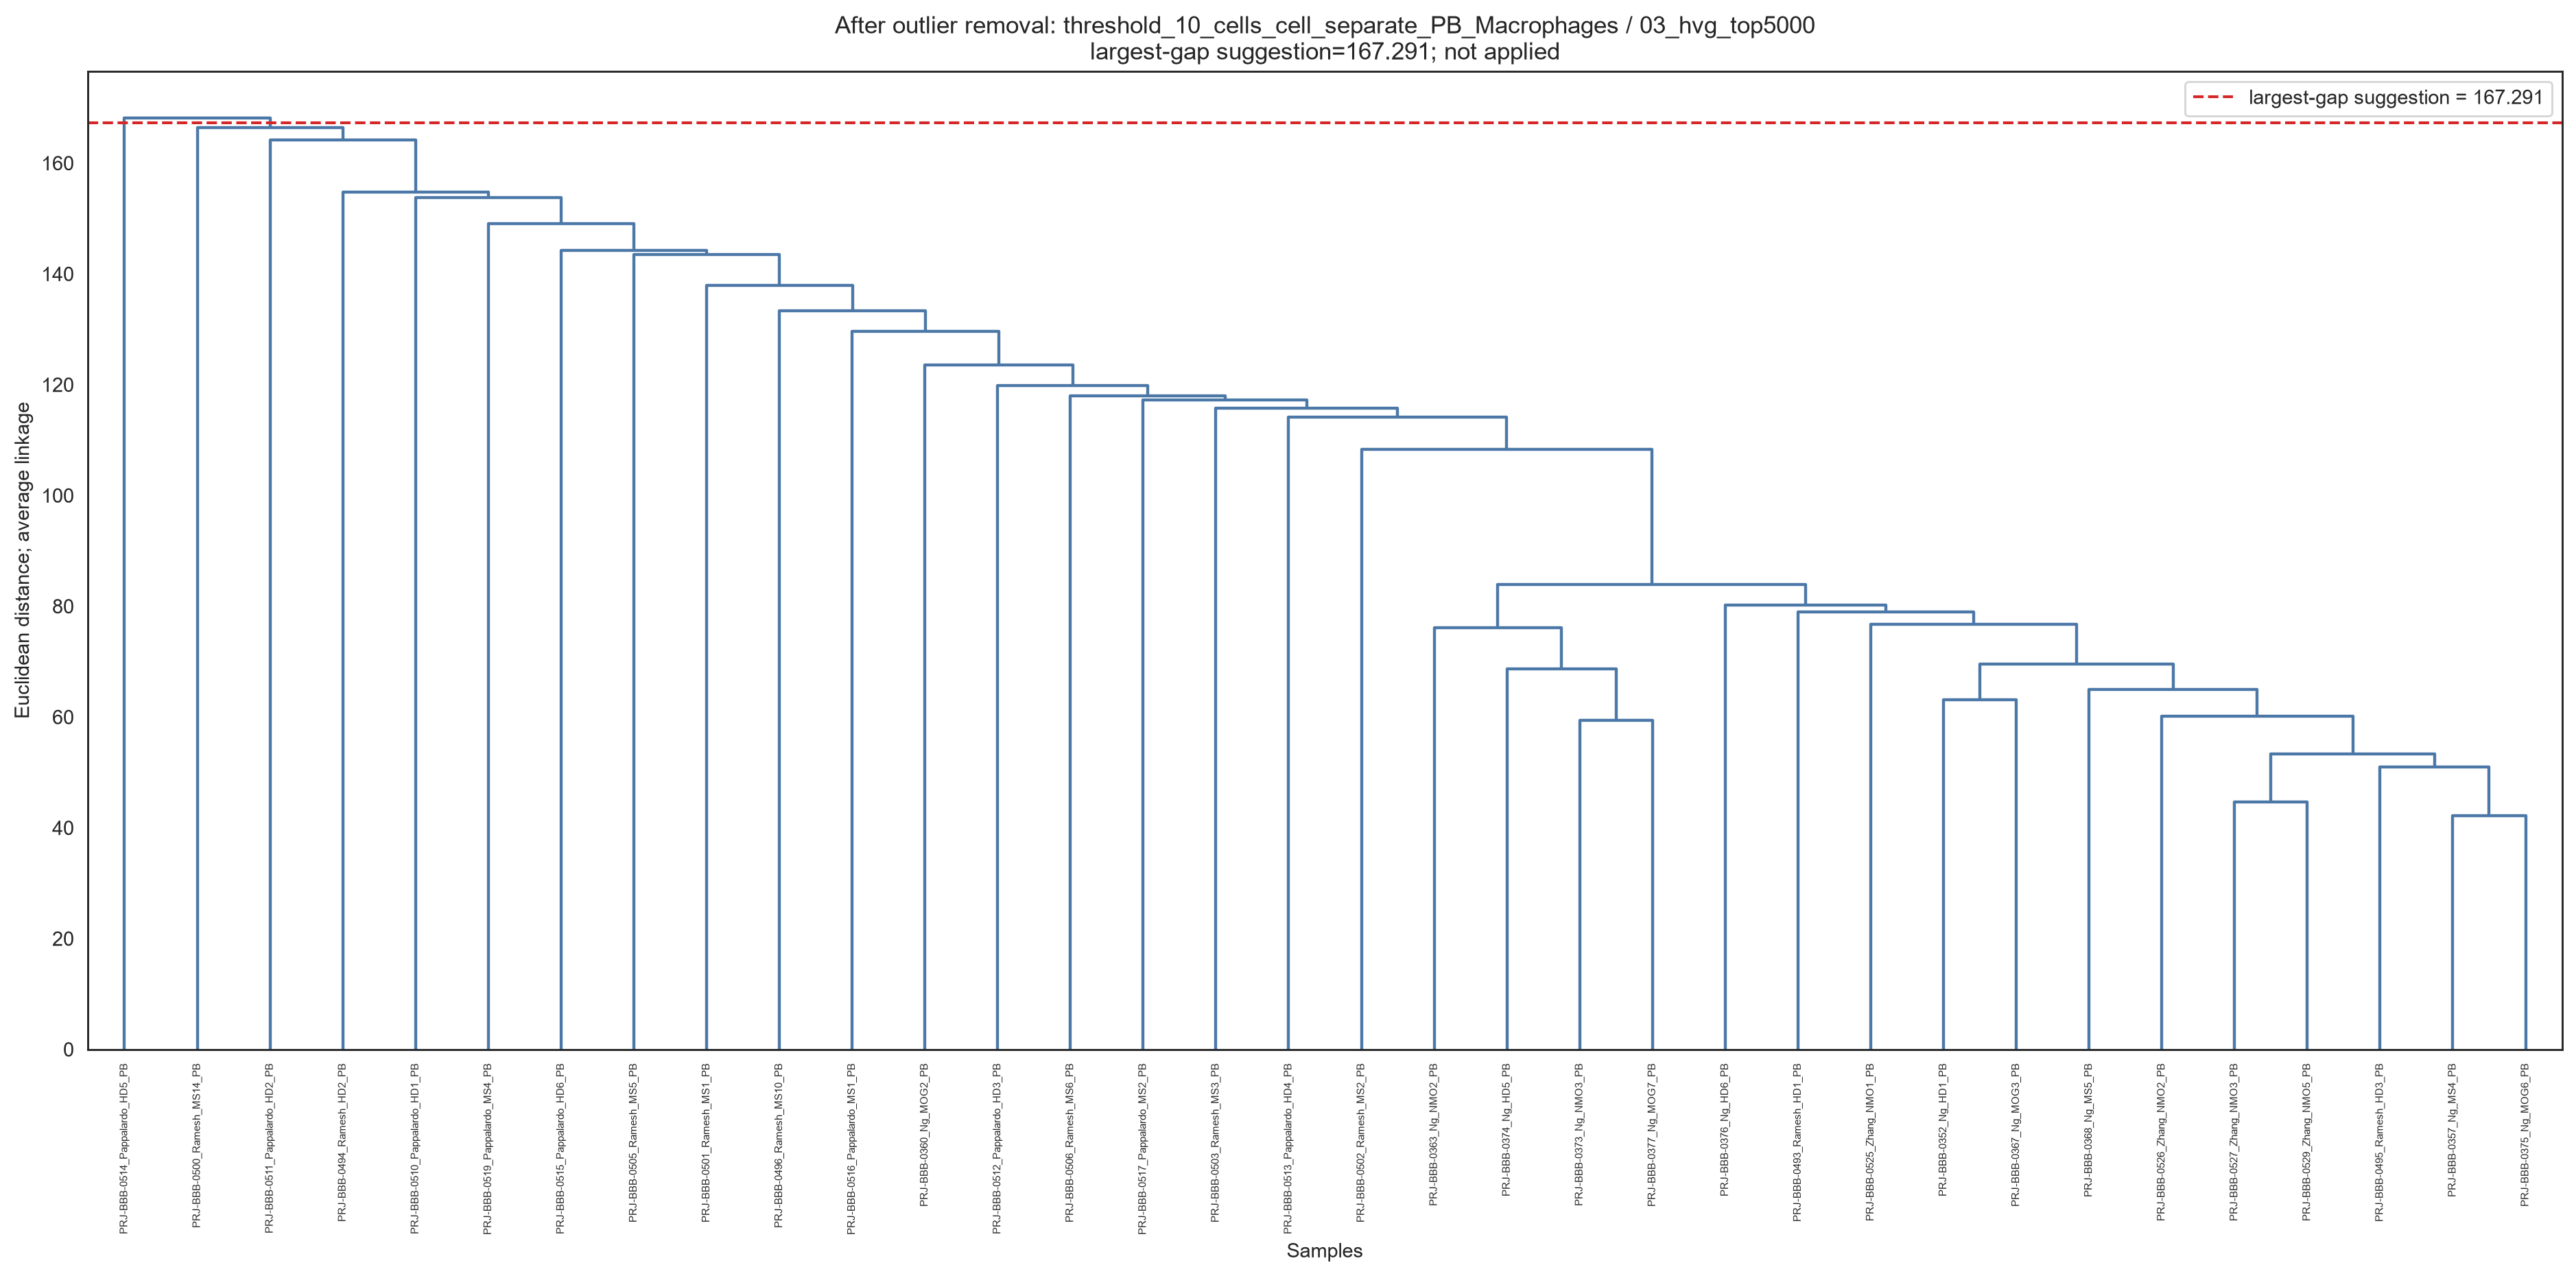 After outlier removal: threshold_10_cells_cell_separate_PB_Macrophages / 03_hvg_top5000
largest-gap suggestion=167.291; not applied
largest-gap suggestion = 167.291
Euclidean distance; average linkage
160
140
120
100
80
60
40
20
0
PRJ-BBB-0514_Pappalardo_HD5_PB
PRJ-BBB-0500_Ramesh_MS14_PB
PRJ-BBB-0511_Pappalardo_HD2_PB
PRJ-BBB-0494_Ramesh_HD2_PB
PRJ-BBB-0510_Pappalardo_HD1_PB
PRJ-BBB-0519_Pappalardo_MS4_PB
PRJ-BBB-0515_Pappalardo_HD6_PB
PRJ-BBB-0505_Ramesh_MS5_PB
PRJ-BBB-0501_Ramesh_MS1_PB
PRJ-BBB-0496_Ramesh_MS10_PB
PRJ-BBB-0516_Pappalardo_MS1_PB
PRJ-BBB-0360_Ng_MOG2_PB
PRJ-BBB-0512_Pappalardo_HD3_PB
PRJ-BBB-0506_Ramesh_MS6_PB
PRJ-BBB-0517_Pappalardo_MS2_PB
PRJ-BBB-0503_Ramesh_MS3_PB
PRJ-BBB-0513_Pappalardo_HD4_PB
PRJ-BBB-0502_Ramesh_MS2_PB
PRJ-BBB-0363_Ng_NMO2_PB
PRJ-BBB-0374_Ng_HD5_PB
PRJ-BBB-0373_Ng_NMO3_PB
PRJ-BBB-0377_Ng_MOG7_PB
PRJ-BBB-0376_Ng_HD6_PB
PRJ-BBB-0493_Ramesh_HD1_PB
PRJ-BBB-0525_Zhang_NMO1_PB
PRJ-BBB-0352_Ng_HD1_PB
PRJ-BBB-0367_Ng_MOG3_PB
PRJ-BBB-0368_Ng_MS5_PB
PRJ-BBB-0526_Zhang_NMO2_PB
PRJ-BBB-0527_Zhang_NMO3_PB
PRJ-BBB-0529_Zhang_NMO5_PB
PRJ-BBB-0495_Ramesh_HD3_PB
PRJ-BBB-0357_Ng_MS4_PB
PRJ-BBB-0375_Ng_MOG6_PB
Samples